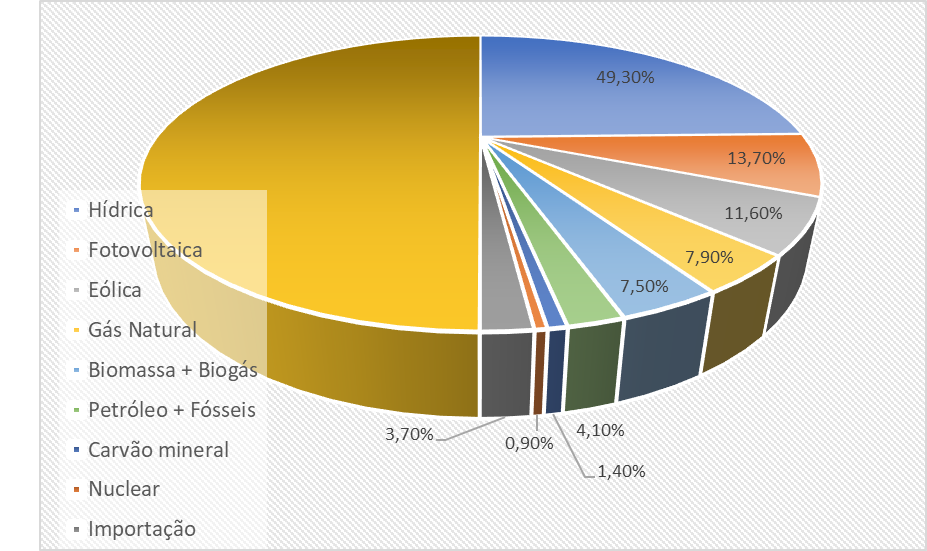 49,30%
13,70%
11,60%
7,90%
7,50%
4,10%
1,40%
0,90%
3,70%
Hídrica
Fotovoltaica
Eólica
Gás Natural
Biomassa + Biogás
Petróleo + Fósseis
Carvão mineral
Nuclear
Importação